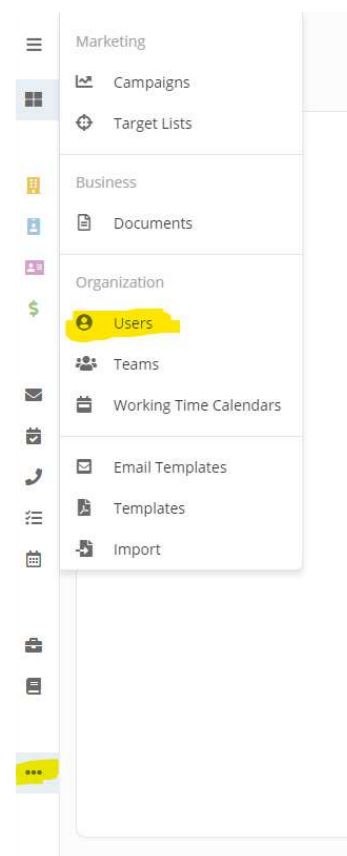 Marketing
Campaigns
Target Lists
Business
Documents
Organization
Users
Teams
Working Time Calendars
Email Templates
Templates
Import